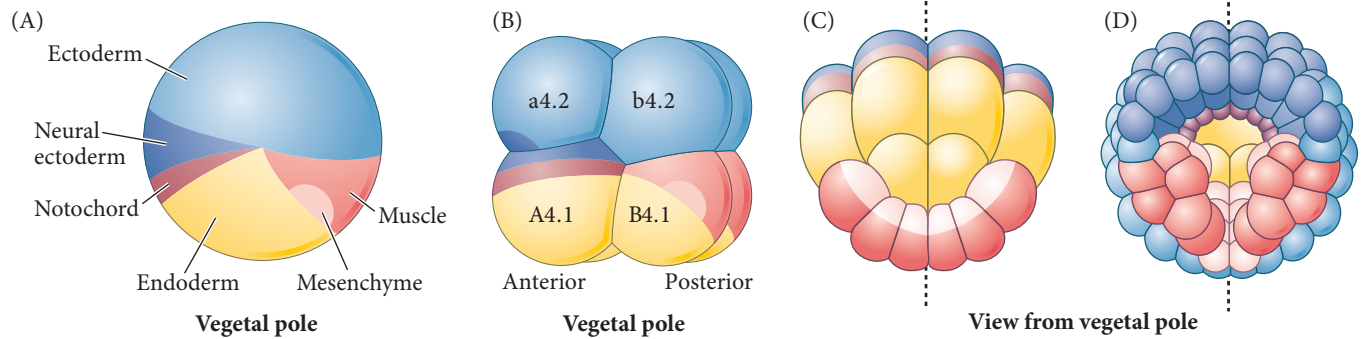 (A)
Ectoderm
Neural
ectoderm
Notochord
Endoderm
Mesenchyme
Muscle
Vegetal pole
(B)
a4.2
b4.2
A4.1
B4.1
Anterior
Posterior
Vegetal pole
(C)
(D)
View from vegetal pole